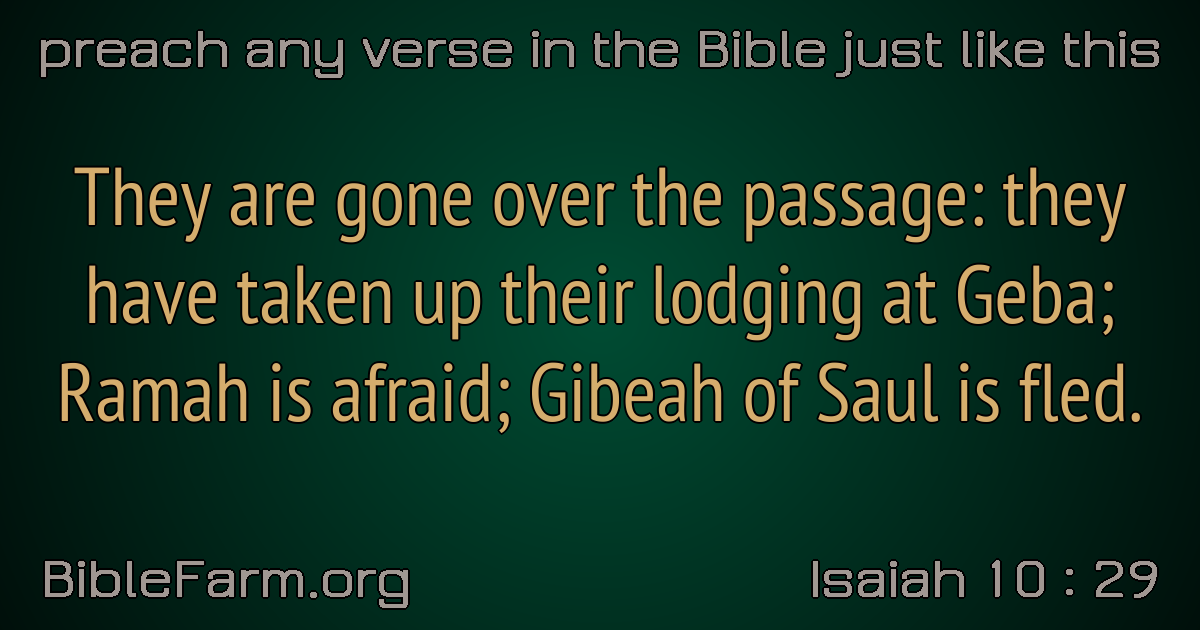 preach any verse in the Bible just like this
They are gone over the passage: they
have taken up their lodging at Geba;
Ramah is afraid; Gibeah of Saul is fled.
BibleFarm.org
Isaiah 10 : 29